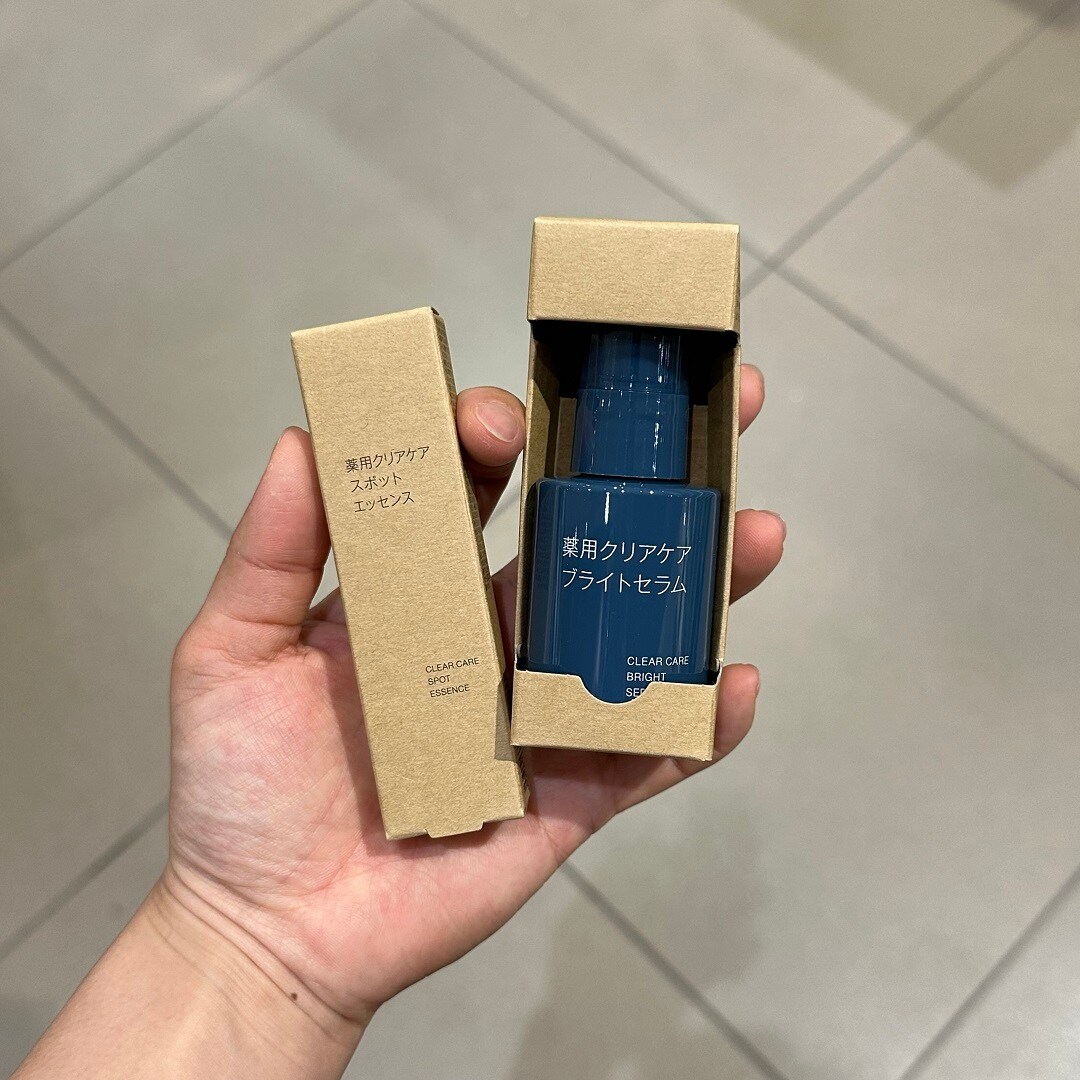 薬用クリアケア
スポット
エッセンス
CLEAR CARE
SPOT
ESSENCE
薬用クリアケア
ブライトセラム
CLEAR CARE
BRIGHT